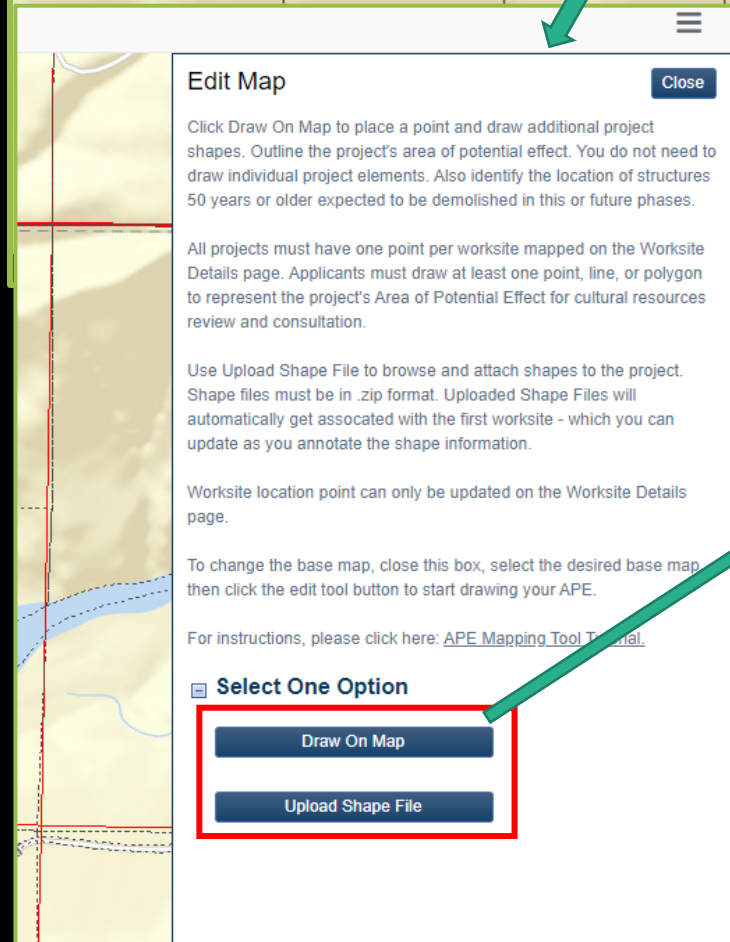 Edit Map
Close
Click Draw On Map to place a point and draw additional project
shapes. Outline the project's area of potential effect. You do not need to
draw individual project elements. Also identify the location of structures
50 years or older expected to be demolished in this or future phases.
All projects must have one point per worksite mapped on the Worksite
Details page. Applicants must draw at least one point, line, or polygon
to represent the project's Area of Potential Effect for cultural resources
review and consultation.
Use Upload Shape File to browse and attach shapes to the project.
Shape files must be in .zip format. Uploaded Shape Files will
automatically get assocated with the first worksite - which you can
update as you annotate the shape information.
Worksite location point can only be updated on the Worksite Details
page.
To change the base map, close this box, select the desired base map
then click the edit tool button to start drawing your APE.
For instructions, please click here: APE Mapping Tool Tutorial.
Select One Option
Draw On Map
Upload Shape File